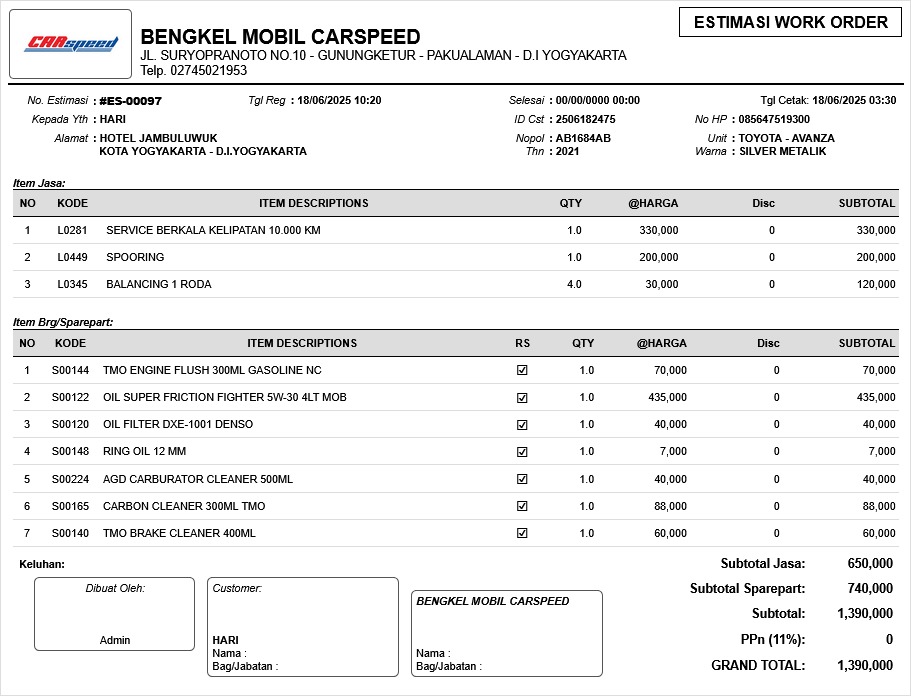 ESTIMASI WORK ORDER
CARspeed
BENGKEL MOBIL CARSPEED
JL. SURYOPRANOTO NO.10 - GUNUNGKETUR - PAKUALAMAN - D.I YOGYAKARTA
Telp. 02745021953
No. Estimasi : #ES-00097 Tgl Reg : 18/06/2025 10:20 Selesai : 00/00/0000 00:00 Tgl Cetak: 18/06/2025 03:30
Kepada Yth : HARI ID Cst : 2506182475 No HP : 085647519300
Alamat : HOTEL JAMBULUWUK Nopol : AB1684AB Unit : TOYOTA - AVANZA
KOTA YOGYAKARTA - D.I.YOGYAKARTA Thn : 2021 Warna : SILVER METALIK
Item Jasa:
NO KODE ITEM DESCRIPTIONS QTY @HARGA Disc SUBTOTAL
1 L0281 SERVICE BERKALA KELIPATAN 10.000 KM 1.0 330,000 0 330,000
2 L0449 SPOORING 1.0 200,000 0 200,000
3 L0345 BALANCING 1 RODA 4.0 30,000 0 120,000
Item Brg/Sparepart:
NO KODE ITEM DESCRIPTIONS RS QTY @HARGA Disc SUBTOTAL
1 S00144 TMO ENGINE FLUSH 300ML GASOLINE NC ☑ 1.0 70,000 0 70,000
2 S00122 OIL SUPER FRICTION FIGHTER 5W-30 4LT MOB ☑ 1.0 435,000 0 435,000
3 S00120 OIL FILTER DXE-1001 DENSO ☑ 1.0 40,000 0 40,000
4 S00148 RING OIL 12 MM ☑ 1.0 7,000 0 7,000
5 S00224 AGD CARBURATOR CLEANER 500ML ☑ 1.0 40,000 0 40,000
6 S00165 CARBON CLEANER 300ML TMO ☑ 1.0 88,000 0 88,000
7 S00140 TMO BRAKE CLEANER 400ML ☑ 1.0 60,000 0 60,000
Keluhan:
Dibuat Oleh:
Admin
Customer:
HARI
Nama :
Bag/Jabatan :
BENGKEL MOBIL CARSPEED
Nama :
Bag/Jabatan :
Subtotal Jasa: 650,000
Subtotal Sparepart: 740,000
Subtotal: 1,390,000
PPn (11%): 0
GRAND TOTAL: 1,390,000